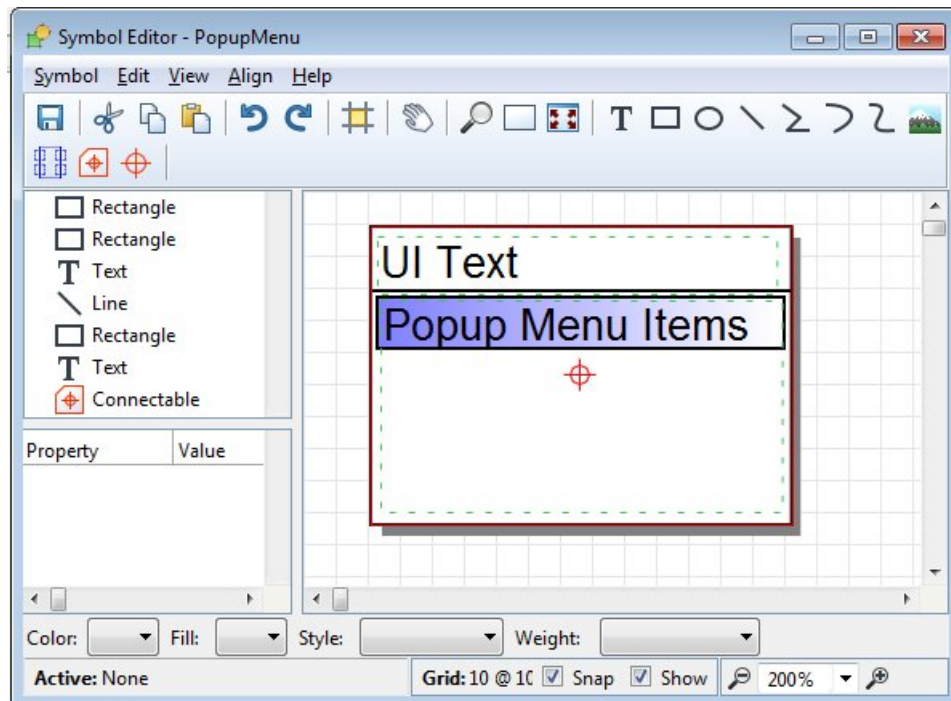 Symbol Editor - PopupMenu
Symbol Edit View Align Help
T
Rectangle
Rectangle
T Text
Line
Rectangle
T Text
Connectable
UI Text
Popup Menu Items
Property Value
Color: Fill: Style: Weight:
Active: None Grid: 10 @ 10 Snap Show 200%